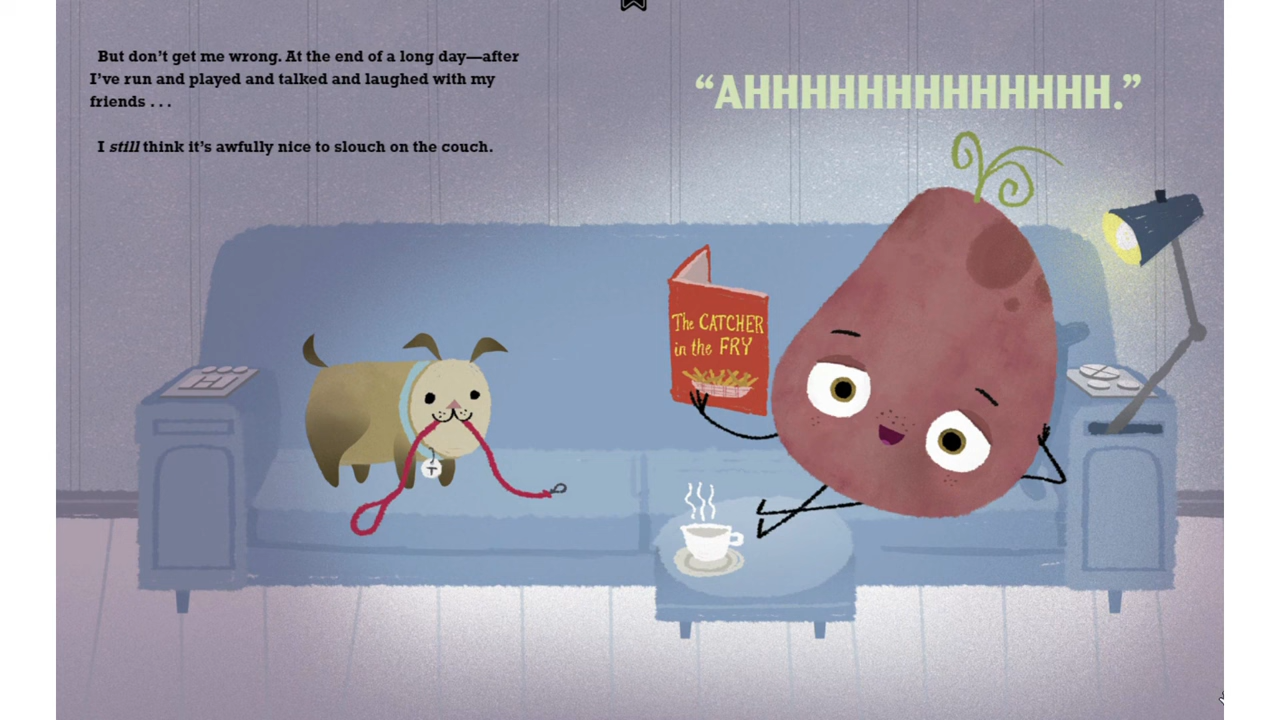 But don’t get me wrong. At the end of a long day—after
I’ve run and played and talked and laughed with my
friends . . .
I still think it’s awfully nice to slouch on the couch.
“AHHHHHHHHHHHHHH.”
The CATCHER
in the FRY
T